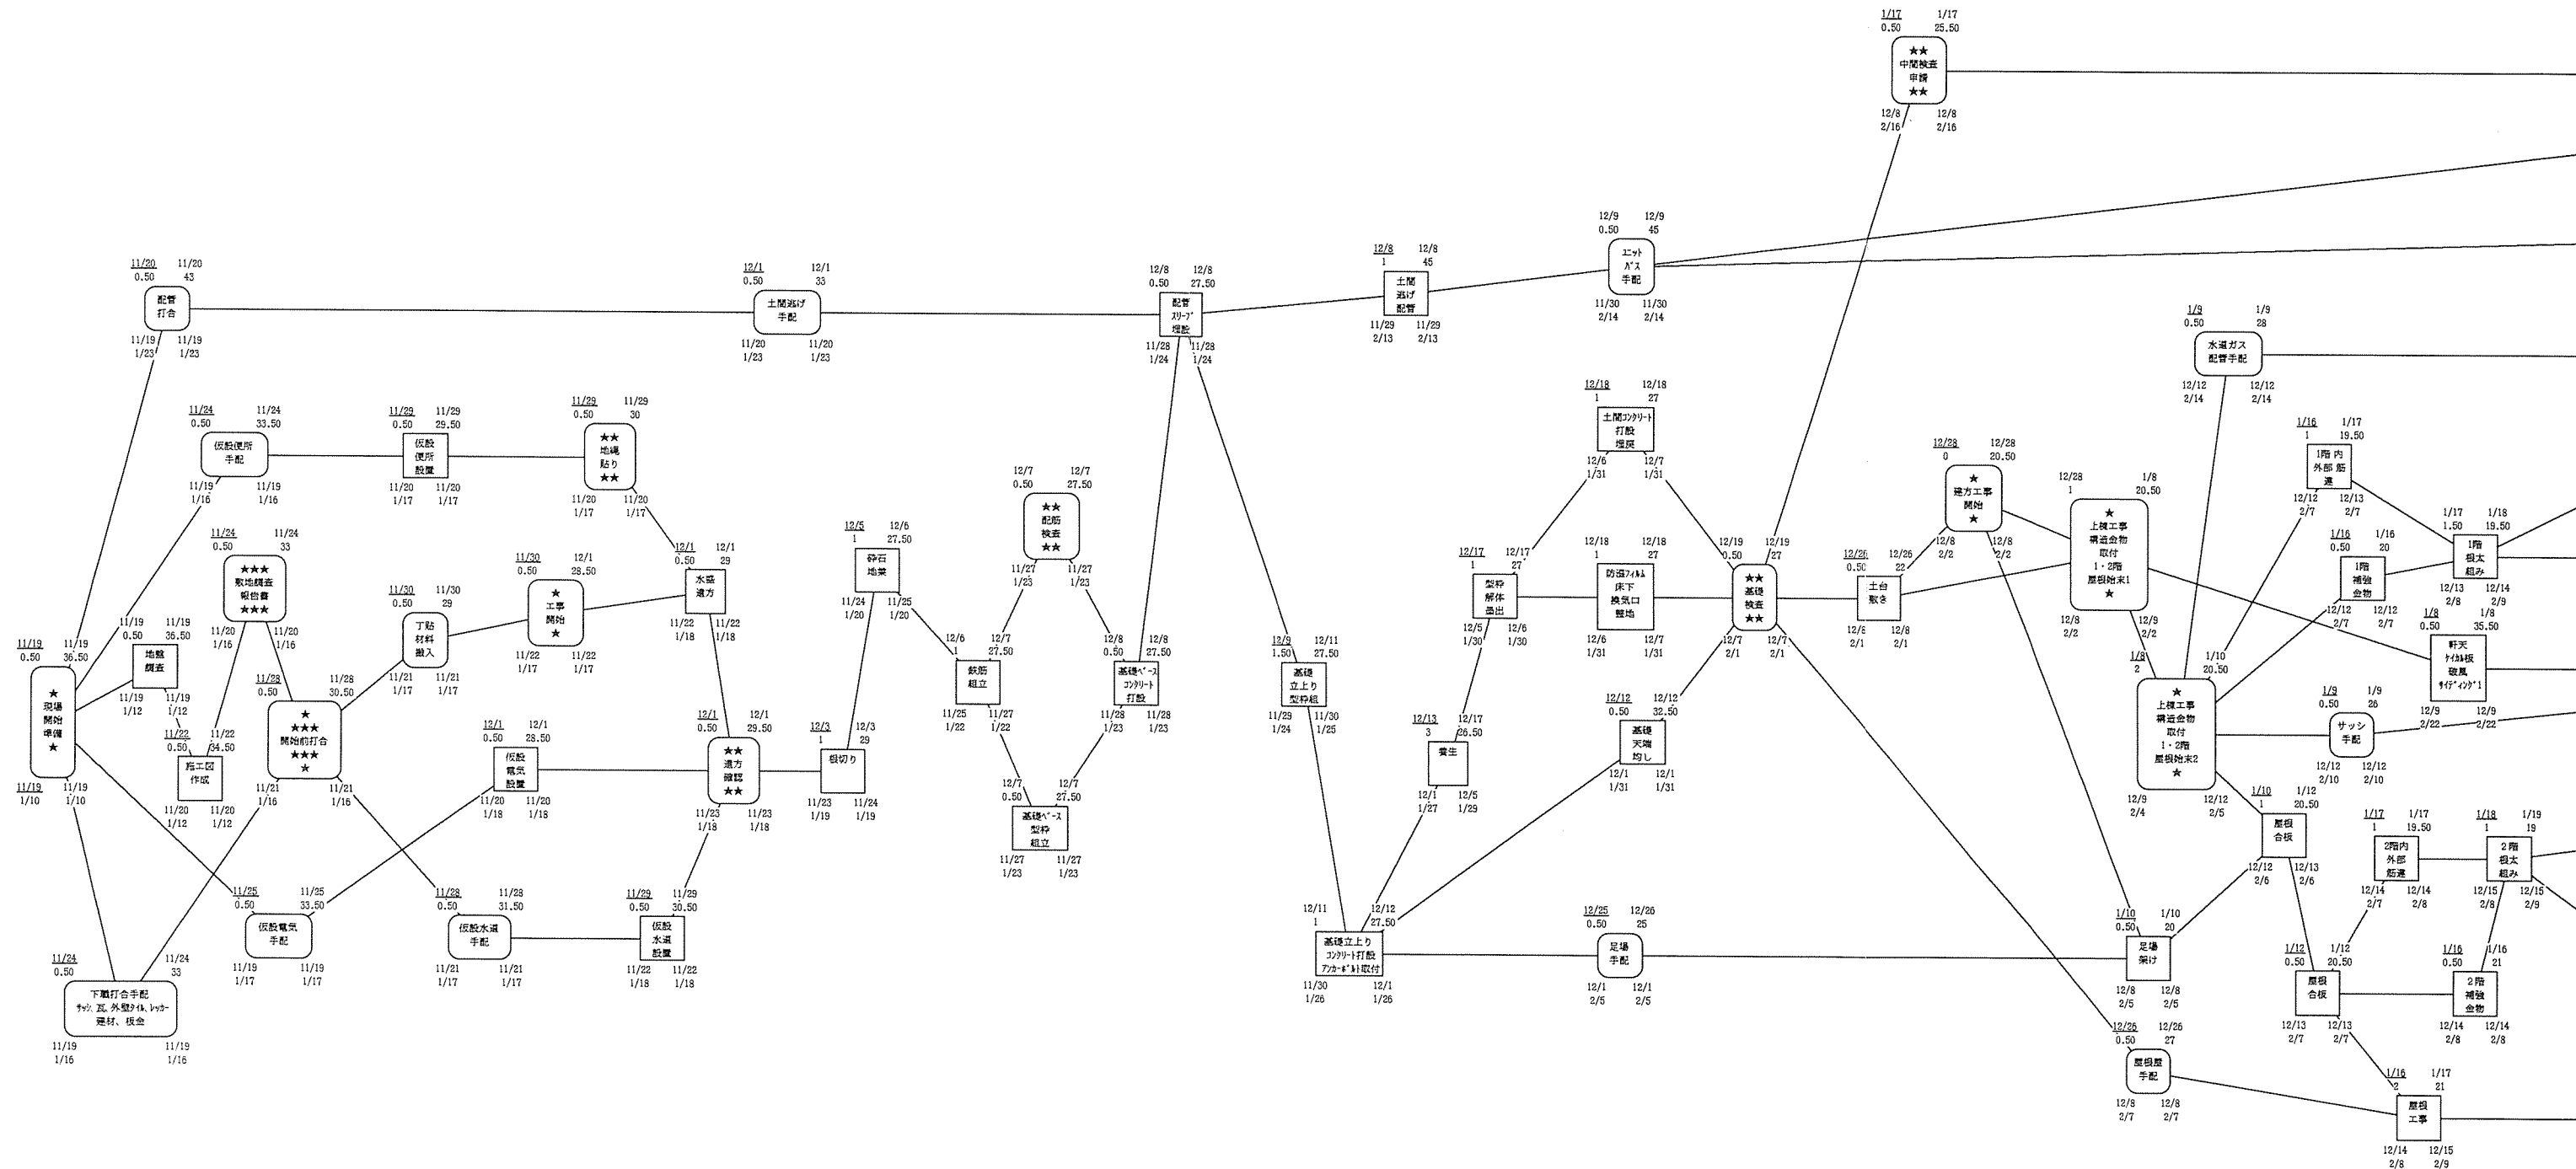 1/17 1/17
0.50 25.50
★★
中間検査
申請
★★
12/8 12/8
2/16 2/16
11/20 11/20
0.50 43
配管
打合
11/19 11/19
1/23 1/23
12/1 12/1
0.50 33
土間逃げ
手配
11/20 11/20
1/23 1/23
12/8 12/8
0.50 27.50
配管
ｽﾘｰﾌﾞ
埋設
11/28 11/28
1/24 1/24
12/8 12/8
1 45
土間
逃げ
配管
11/29 11/29
2/13 2/13
12/9 12/9
0.50 45
ﾕﾆｯﾄ
ﾊﾞｽ
手配
11/30 11/30
2/14 2/14
1/9 1/9
0.50 28
水道ガス
配管手配
12/12 12/12
2/14 2/14
11/24 11/24
0.50 33.50
仮設便所
手配
11/19 11/19
1/16 1/16
11/29 11/29
0.50 29.50
仮設
便所
設置
11/20 11/20
1/17 1/17
11/29 11/29
0.50 30
★★
地縄
貼り
★★
11/20 11/20
1/17 1/17
11/24 11/24
0.50 33
★★★
敷地調査
報告書
★★★
11/20 11/20
1/16 1/16
11/19 11/19
0.50 36.50
地盤
調査
11/19 11/19
1/12 1/12
11/19 11/19
0.50 36.50
★
現場
開始
準備
★
11/19 11/19
1/10 1/10
11/22 11/22
0.50 34.50
施工図
作成
11/20 11/20
1/12 1/12
11/28 11/28
0.50 30.50
★
★★★
開始前打合
★★★
★
11/21 11/21
1/16 1/16
11/30 11/30
0.50 29
丁貼
材料
搬入
11/21 11/21
1/17 1/17
11/30 12/1
0.50 28.50
★
工事
開始
★
11/22 11/22
1/17 1/17
12/1 12/1
0.50 29
水盛
遣方
11/22 11/22
1/18 1/18
12/1 12/1
0.50 28.50
仮設
電気
設置
11/20 11/20
1/18 1/18
12/1 12/1
0.50 29.50
★★
遣方
確認
★★
11/23 11/23
1/18 1/18
12/3 12/3
1 29
根切り
11/23 11/24
1/19 1/19
12/5 12/6
1 27.50
砕石
地業
11/24 11/25
1/20 1/20
12/6 12/7
1 27.50
鉄筋
組立
11/25 11/27
1/22 1/22
12/7 12/7
0.50 27.50
★★
配筋
検査
★★
11/27 11/27
1/23 1/23
12/7 12/7
0.50 27.50
基礎ﾍﾞｰｽ
型枠
組立
11/27 11/27
1/23 1/23
12/8 12/8
0.50 27.50
基礎ﾍﾞｰｽ
ｺﾝｸﾘｰﾄ
打設
11/28 11/28
1/23 1/23
11/25 11/25
0.50 33.50
仮設電気
手配
11/19 11/19
1/17 1/17
11/28 11/28
0.50 31.50
仮設水道
手配
11/21 11/21
1/17 1/17
11/29 11/29
0.50 30.50
仮設
水道
設置
11/22 11/22
1/18 1/18
11/24 11/24
0.50 33
下職打合手配
ｻｯｼ､瓦､外壁ﾀｲﾙ､ﾚｯｶｰ
建材、板金
11/19 11/19
1/16 1/16
12/9 12/11
1.50 27.50
基礎
立上り
型枠組
11/29 11/30
1/24 1/25
12/11 12/12
1 27.50
基礎立上り
ｺﾝｸﾘｰﾄ打設
ｱﾝｶｰﾎﾞﾙﾄ取付
11/30 12/1
1/26 1/26
12/13 12/17
3 26.50
養生
12/1 12/5
1/27 1/29
12/17 12/17
1 27
型枠
解体
墨出
12/5 12/6
1/30 1/30
12/18 12/18
1 27
土間ｺﾝｸﾘｰﾄ
打設
埋戻
12/6 12/7
1/31 1/31
12/18 12/18
1 27
防湿ﾌｨﾙﾑ
床下
換気口
整地
12/6 12/7
1/31 1/31
12/12 12/12
0.50 32.50
基礎
天端
均し
12/1 12/1
1/31 1/31
12/19 12/19
0.50 27
★★
基礎
検査
★★
12/7 12/7
2/1 2/1
12/25 12/26
0.50 25
足場
手配
12/1 12/1
2/5 2/5
12/26 12/26
0.50 22
土台
敷き
12/8 12/8
2/1 2/1
12/28 12/28
0 20.50
★
建方工事
開始
★
12/8 12/8
2/2 2/2
12/28 1/8
1 20.50
★
上棟工事
構造金物
取付
1・2階
屋根始末1
★
12/8 12/9
2/2 2/2
1/8 1/10
2 20.50
★
上棟工事
構造金物
取付
1・2階
屋根始末2
★
12/9 12/12
2/4 2/5
1/16 1/17
1 19.50
1階内
外部筋
違
12/12 12/13
2/7 2/7
1/16 1/16
0.50 20
1階
補強
金物
12/12 12/12
2/7 2/7
1/17 1/18
1.50 19.50
1階
根太
組み
12/13 12/14
2/8 2/9
1/8 1/8
0.50 35.50
軒天
ｹｲｶﾙ板
破風
ｻｲﾃﾞｨﾝｸﾞ1
12/9 12/9
2/22 2/22
1/9 1/9
0.50 26
サッシ
手配
12/12 12/12
2/10 2/10
1/10 1/12
1 20.50
屋根
合板
12/12 12/13
2/6 2/6
1/17 1/17
1 19.50
2階内
外部
筋違
12/14 12/14
2/7 2/8
1/18 1/19
1 19
2階
根太
組み
12/15 12/15
2/8 2/9
1/10 1/10
0.50 20
足場
架け
12/8 12/8
2/5 2/5
1/12 1/12
0.50 20.50
屋根
合板
12/13 12/13
2/7 2/7
1/16 1/16
0.50 21
2階
補強
金物
12/14 12/14
2/8 2/8
12/26 12/26
0.50 27
屋根屋
手配
12/8 12/8
2/7 2/7
1/16 1/17
2 21
屋根
工事
12/14 12/15
2/8 2/9